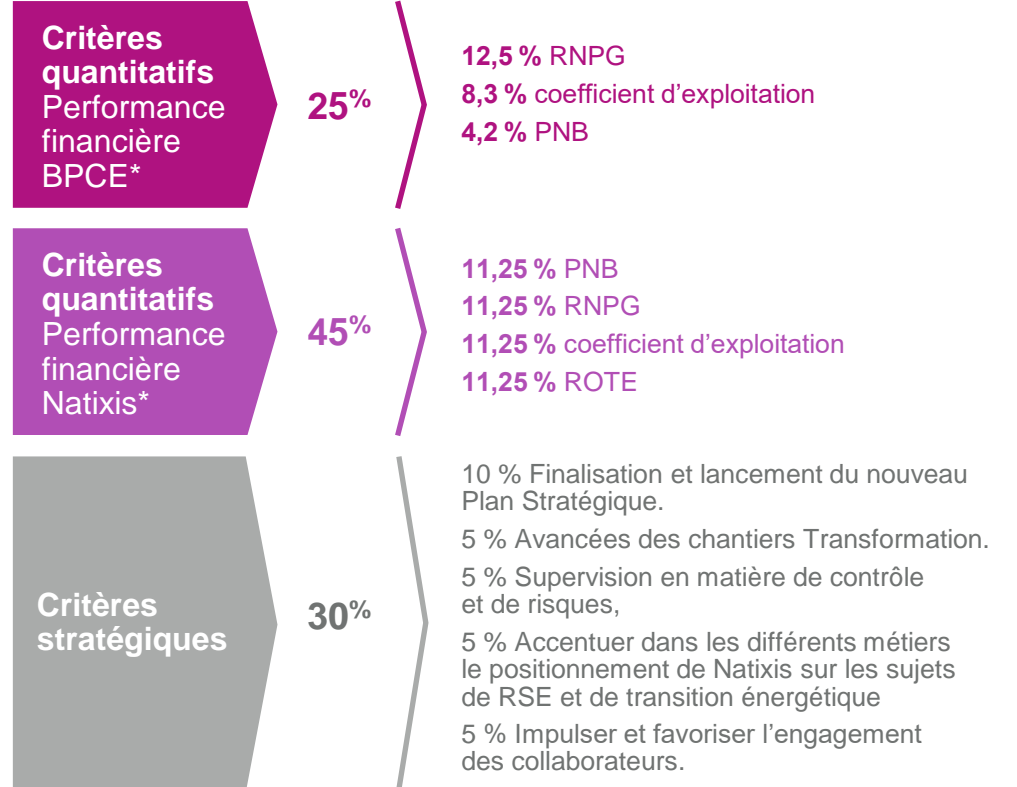 Critères
quantitatifs
Performance
financière
BPCE*
25%
12,5 % RNPG
8,3 % coefficient d'exploitation
4,2 % PNB
Critères
quantitatifs
Performance
financière
Natixis*
45%
11,25 % PNB
11,25 % RNPG
11,25 % coefficient d'exploitation
11,25 % ROTE
Critères
stratégiques
30%
10 % Finalisation et lancement du nouveau
Plan Stratégique.
5 % Avancées des chantiers Transformation.
5 % Supervision en matière de contrôle
et de risques,
5 % Accentuer dans les différents métiers
le positionnement de Natixis sur les sujets
de RSE et de transition énergétique
5 % Impulser et favoriser l’engagement
des collaborateurs.